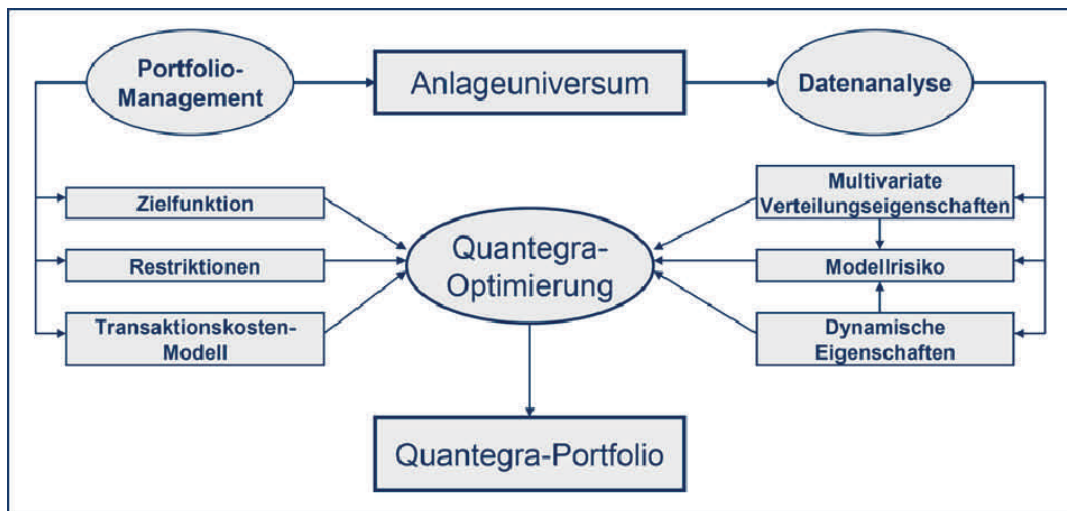 Portfolio-
Management
Anlageuniversum
Datenanalyse
Zielfunktion
Restriktionen
Transaktionskosten-
Modell
Quantegra-
Optimierung
Multivariate
Verteilungseigenschaften
Modellrisiko
Dynamische
Eigenschaften
Quantegra-Portfolio